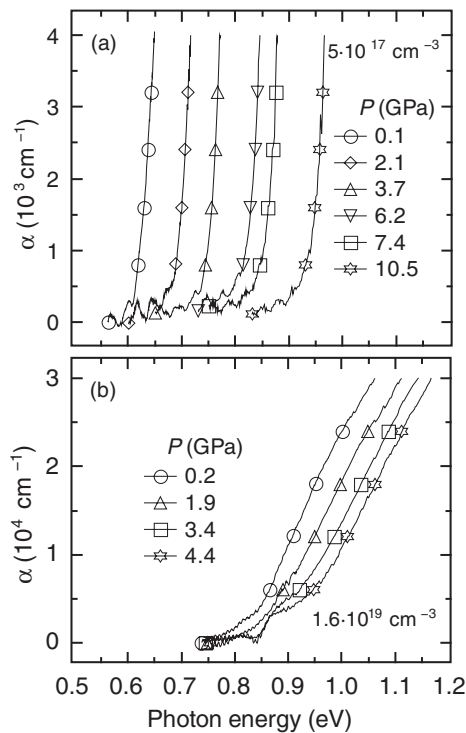 (a)
5·10¹⁷ cm⁻³
P (GPa)
0.1
2.1
3.7
6.2
7.4
10.5
α (10³ cm⁻¹)
4
3
2
1
0
(b)
P (GPa)
0.2
1.9
3.4
4.4
1.6·10¹⁹ cm⁻³
α (10⁴ cm⁻¹)
3
2
1
0
0.5 0.6 0.7 0.8 0.9 1.0 1.1 1.2
Photon energy (eV)